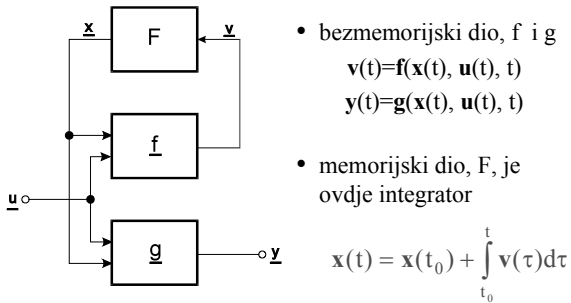 x
F
v
f
u
g
y
• bezmemorijski dio, f i g
v(t)=f(x(t), u(t), t)
y(t)=g(x(t), u(t), t)
• memorijski dio, F, je
ovdje integrator
x(t) = x(t₀) + ∫ₜ₀ᵗ v(τ)dτ